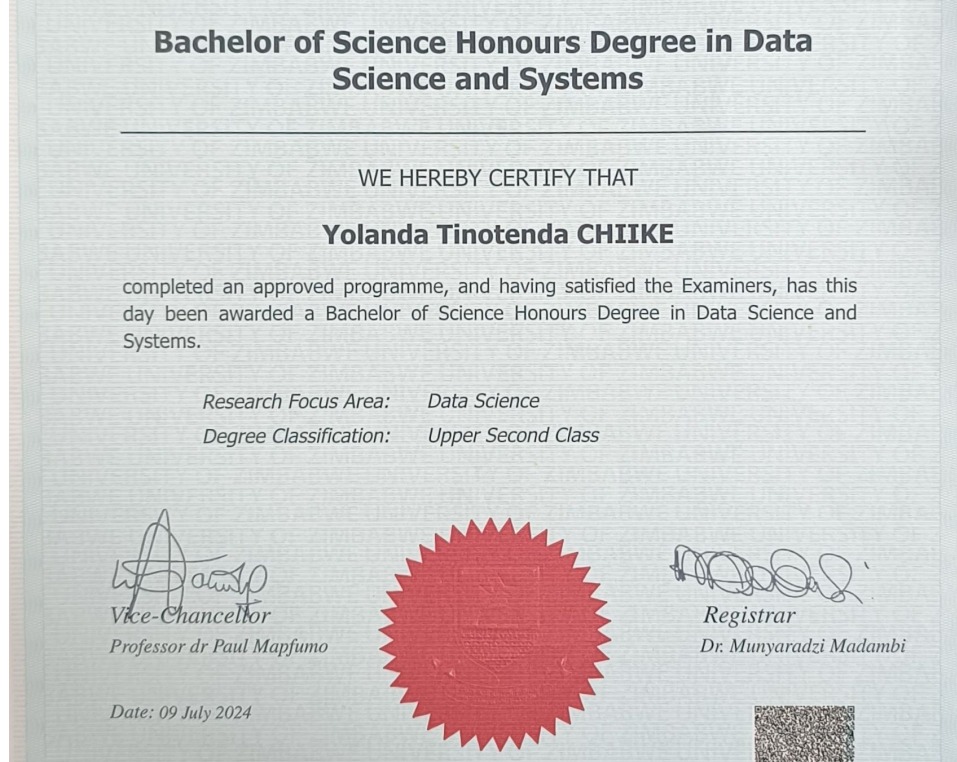 Bachelor of Science Honours Degree in Data
Science and Systems
WE HEREBY CERTIFY THAT
Yolanda Tinotenda CHIIKE
completed an approved programme, and having satisfied the Examiners, has this
day been awarded a Bachelor of Science Honours Degree in Data Science and
Systems.
Research Focus Area: Data Science
Degree Classification: Upper Second Class
Vice-Chancellor
Professor dr Paul Mapfumo
Registrar
Dr. Munyaradzi Madambi
Date: 09 July 2024